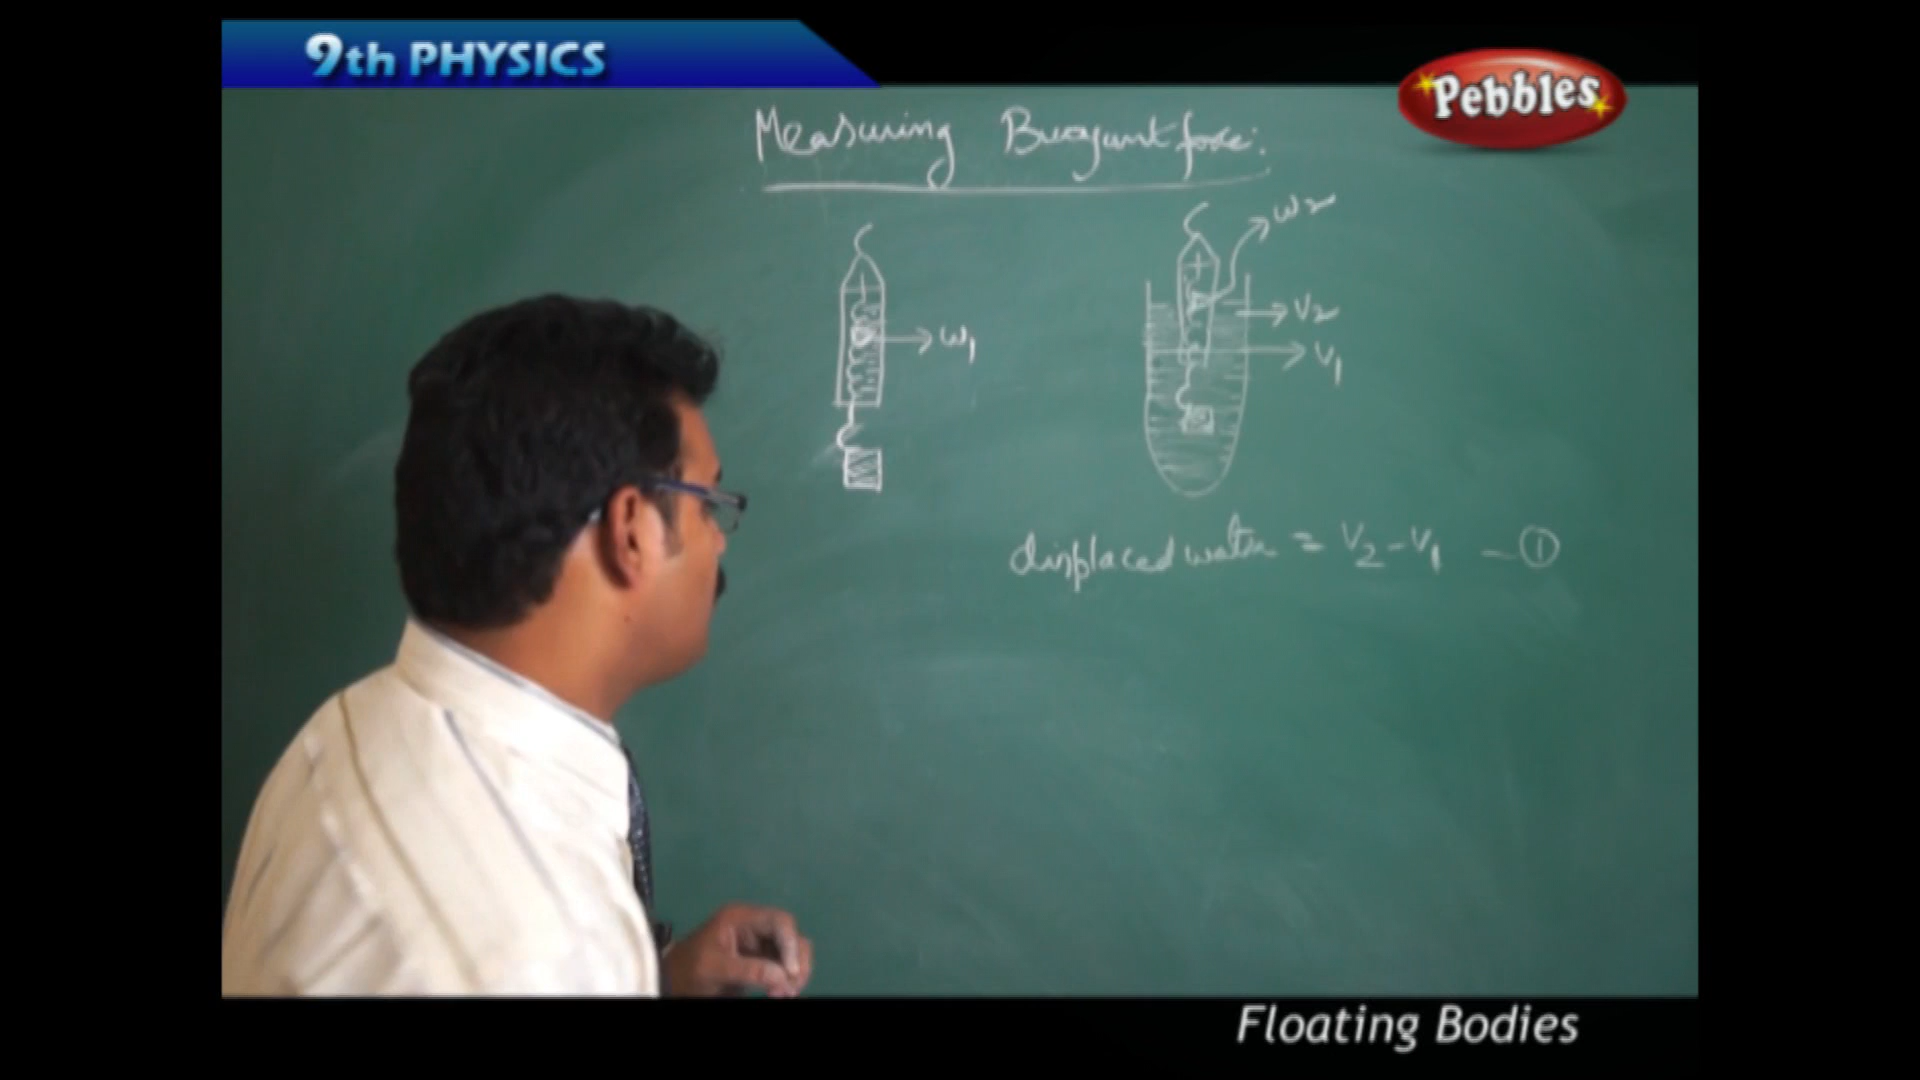 9th PHYSICS
Pebbles
Measuring Buoyant force:
w2
V2
w1
V1
displaced water = V2 - V1 - ①
Floating Bodies